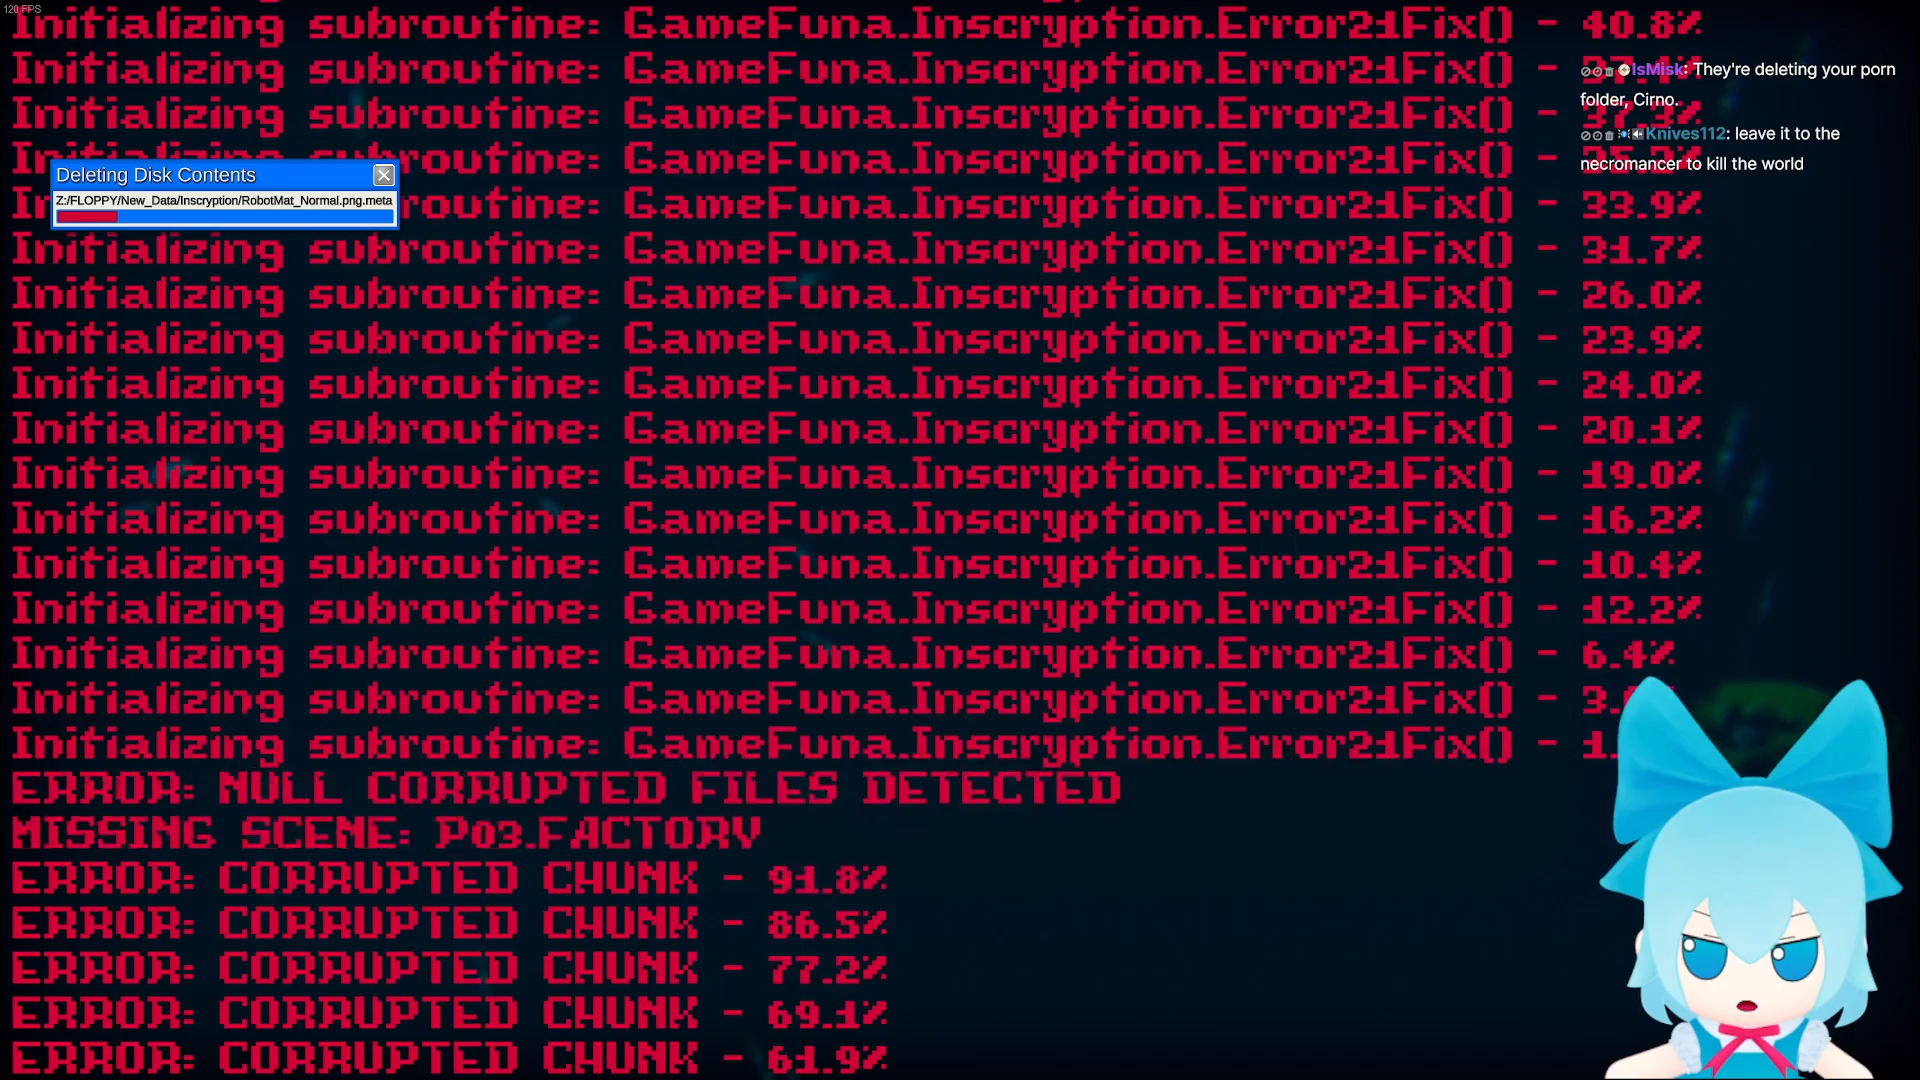 120 FPS
Initializing subroutine: GameFuna.Inscryption.Error21Fix() - 40.8%
Initializing subroutine: GameFuna.Inscryption.Error21Fix() -
IsMisk: They're deleting your porn
Initializing subroutine: GameFuna.Inscryption.Error21Fix() -
folder, Cirno.
Initializing subroutine: GameFuna.Inscryption.Error21Fix() -
Knives112: leave it to the
necromancer to kill the world
Deleting Disk Contents
Z:/FLOPPY/New_Data/Inscryption/RobotMat_Normal.png.meta
subroutine: GameFuna.Inscryption.Error21Fix() - 33.9%
Initializing subroutine: GameFuna.Inscryption.Error21Fix() - 31.7%
Initializing subroutine: GameFuna.Inscryption.Error21Fix() - 26.0%
Initializing subroutine: GameFuna.Inscryption.Error21Fix() - 23.9%
Initializing subroutine: GameFuna.Inscryption.Error21Fix() - 24.0%
Initializing subroutine: GameFuna.Inscryption.Error21Fix() - 20.1%
Initializing subroutine: GameFuna.Inscryption.Error21Fix() - 19.0%
Initializing subroutine: GameFuna.Inscryption.Error21Fix() - 16.2%
Initializing subroutine: GameFuna.Inscryption.Error21Fix() - 10.4%
Initializing subroutine: GameFuna.Inscryption.Error21Fix() - 12.2%
Initializing subroutine: GameFuna.Inscryption.Error21Fix() - 6.4%
Initializing subroutine: GameFuna.Inscryption.Error21Fix() - 3.
Initializing subroutine: GameFuna.Inscryption.Error21Fix() - 1.
ERROR: NULL CORRUPTED FILES DETECTED
MISSING SCENE: P03.FACTORY
ERROR: CORRUPTED CHUNK - 91.8%
ERROR: CORRUPTED CHUNK - 86.5%
ERROR: CORRUPTED CHUNK - 77.2%
ERROR: CORRUPTED CHUNK - 69.1%
ERROR: CORRUPTED CHUNK - 61.9%